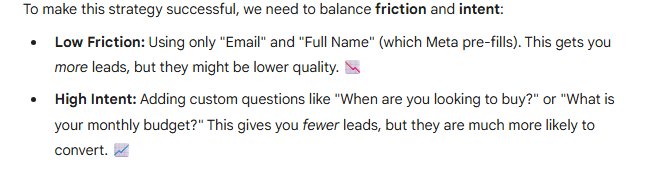 To make this strategy successful, we need to balance friction and intent:
• Low Friction: Using only "Email" and "Full Name" (which Meta pre-fills). This gets you
more leads, but they might be lower quality. 📉
• High Intent: Adding custom questions like "When are you looking to buy?" or "What is
your monthly budget?" This gives you fewer leads, but they are much more likely to
convert. 📈